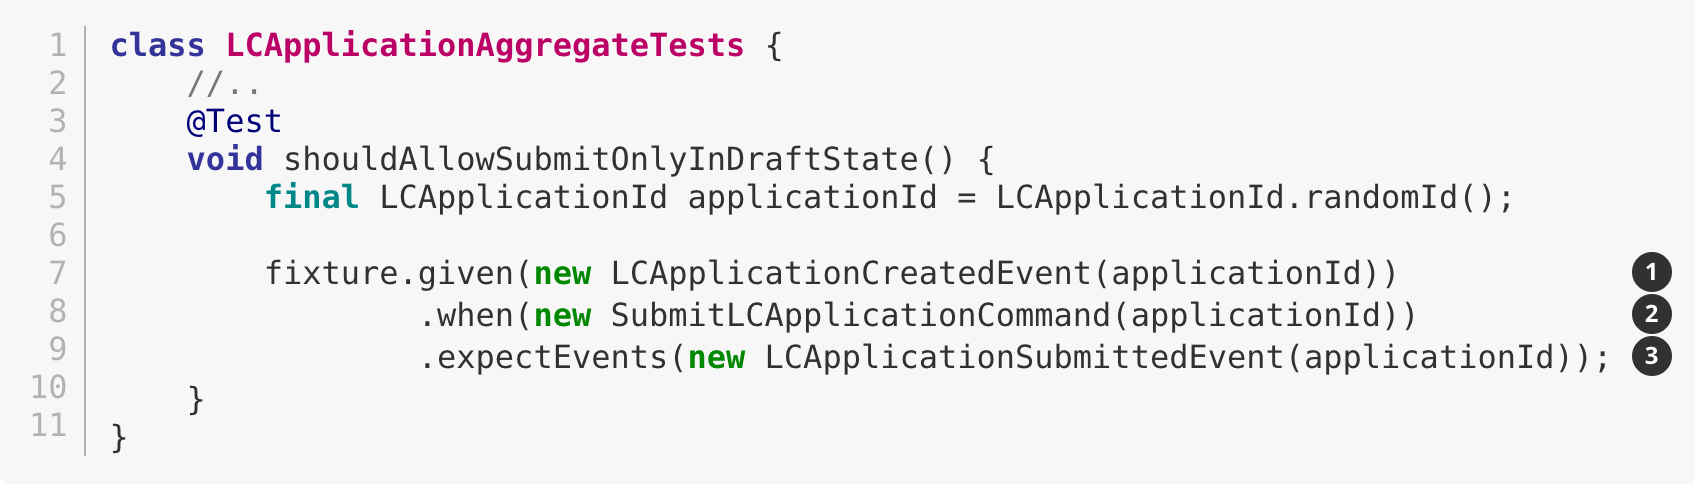 1 class LCApplicationAggregateTests {
2 //..
3 @Test
4 void shouldAllowSubmitOnlyInDraftState() {
5 final LCApplicationId applicationId = LCApplicationId.randomId();
6
7 fixture.given(new LCApplicationCreatedEvent(applicationId)) 1
8 .when(new SubmitLCApplicationCommand(applicationId)) 2
9 .expectEvents(new LCApplicationSubmittedEvent(applicationId)); 3
10 }
11 }